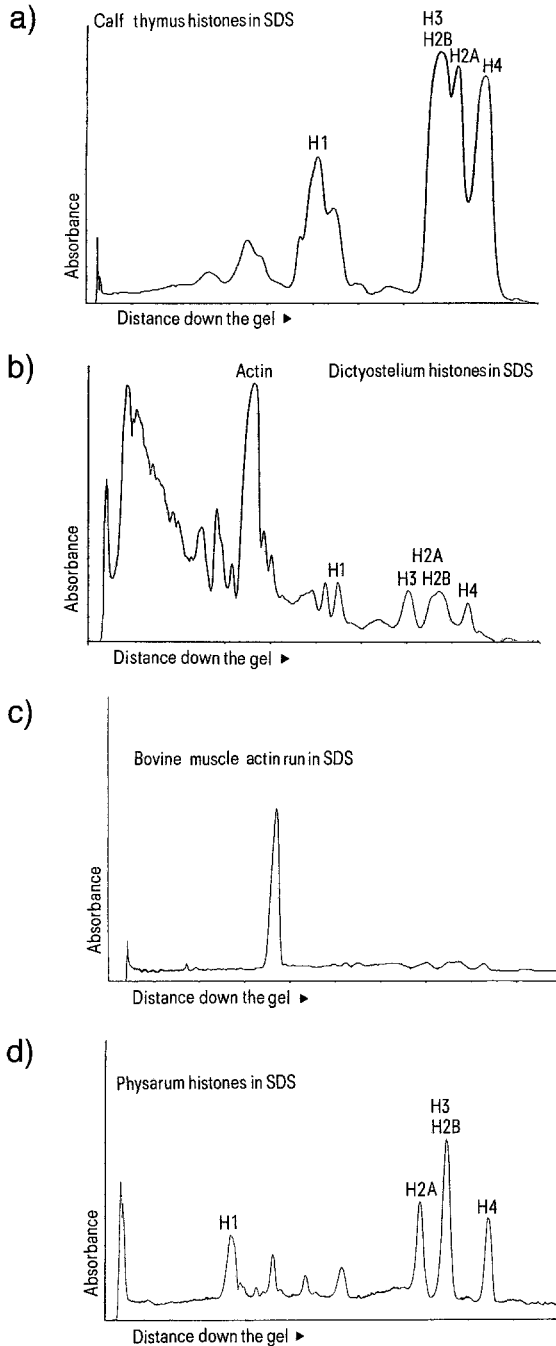 a)
Calf thymus histones in SDS
H3
H2B
H2A
H4
H1
Absorbance
Distance down the gel ►
b)
Actin
Dictyostelium histones in SDS
H2A
H1
H3
H2B
H4
Absorbance
Distance down the gel ►
c)
Bovine muscle actin run in SDS
Absorbance
Distance down the gel ►
d)
Physarum histones in SDS
H3
H2B
H2A
H4
H1
Absorbance
Distance down the gel ►